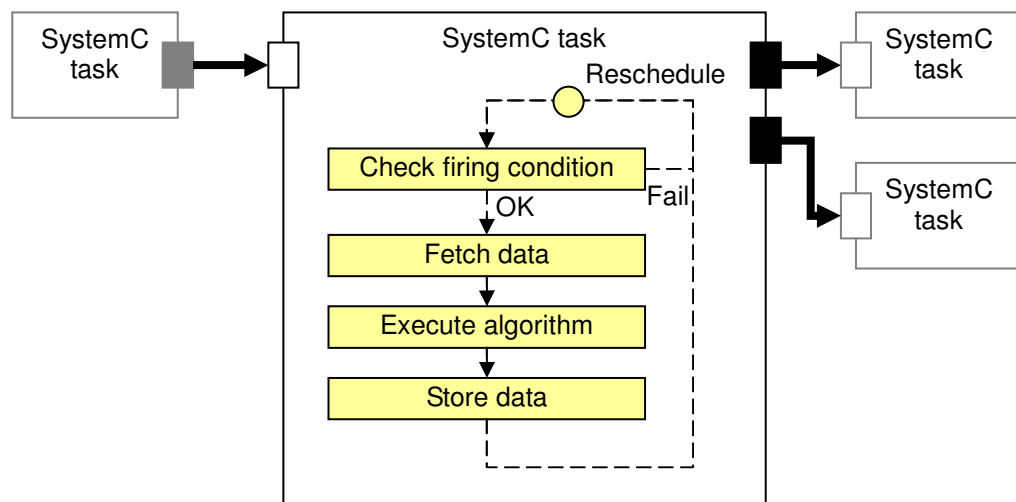 SystemC
task
SystemC task
Reschedule
Check firing condition
OK
Fail
Fetch data
Execute algorithm
Store data
SystemC
task
SystemC
task